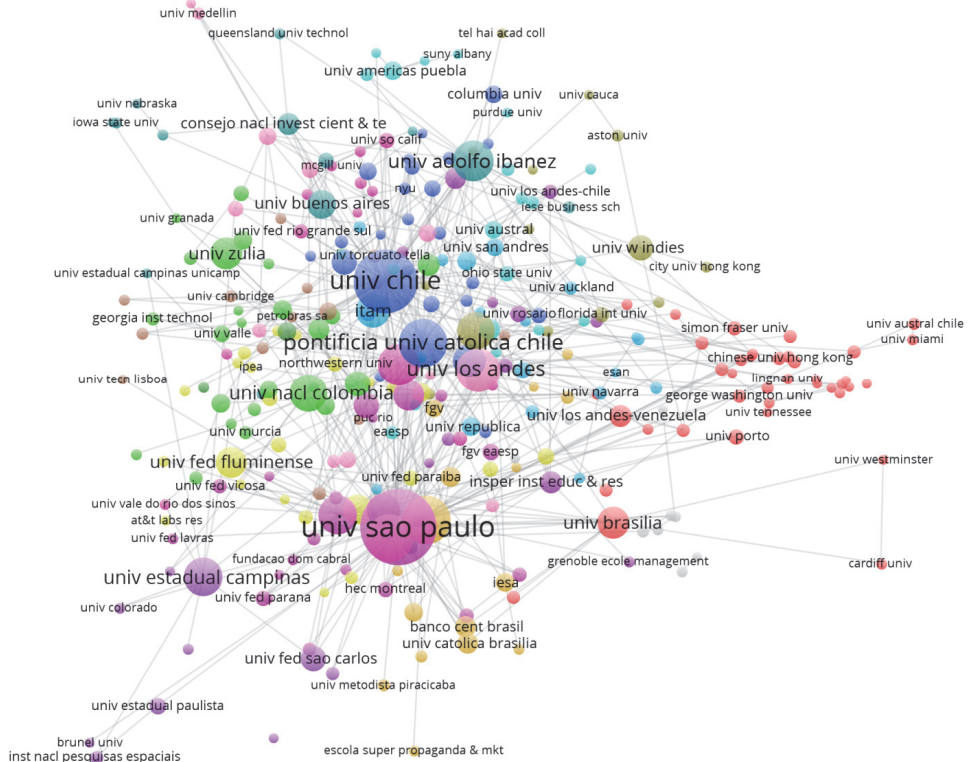 univ medellin
queensland univ technol
tel hai acad coll
suny albany
univ americas puebla
columbia univ
univ cauca
univ nebraska
purdue univ
iowa state univ
consejo nacl invest cient & te
aston univ
univ so calif
univ adolfo ibanez
mcgill univ
nyu
univ los andes-chile
univ buenos aires
iese business sch
univ granada
univ fed rio grande sul
univ austral
univ san andres
univ w indies
univ zulia
univ torcuato tella
city univ hong kong
univ estadual campinas unicamp
univ chile
ohio state univ
univ auckland
univ cambridge
itam
petrobras sa
georgia inst technol
univ rosario
florida int univ
univ austral chile
univ valle
simon fraser univ
univ miami
pontificia univ catolica chile
northwestern univ
chinese univ hong kong
ipea
univ los andes
esan
lingnan univ
univ tecn lisboa
univ nacl colombia
univ navarra
george washington univ
fgv
univ los andes-venezuela
univ tennessee
puc rio
univ murcia
eaesp
univ republica
univ porto
fgv eaesp
univ fed fluminense
univ westminster
univ fed vicosa
univ fed paraiba
insper inst educ & res
univ vale do rio dos sinos
at&t labs res
univ sao paulo
univ brasilia
univ fed lavras
fundacao dom cabral
grenoble ecole management
cardiff univ
univ estadual campinas
hec montreal
iesa
univ fed parana
univ colorado
banco cent brasil
univ catolica brasilia
univ fed sao carlos
univ metodista piracicaba
univ estadual paulista
brunel univ
escola super propaganda & mkt
inst nacl pesquisas espaciais